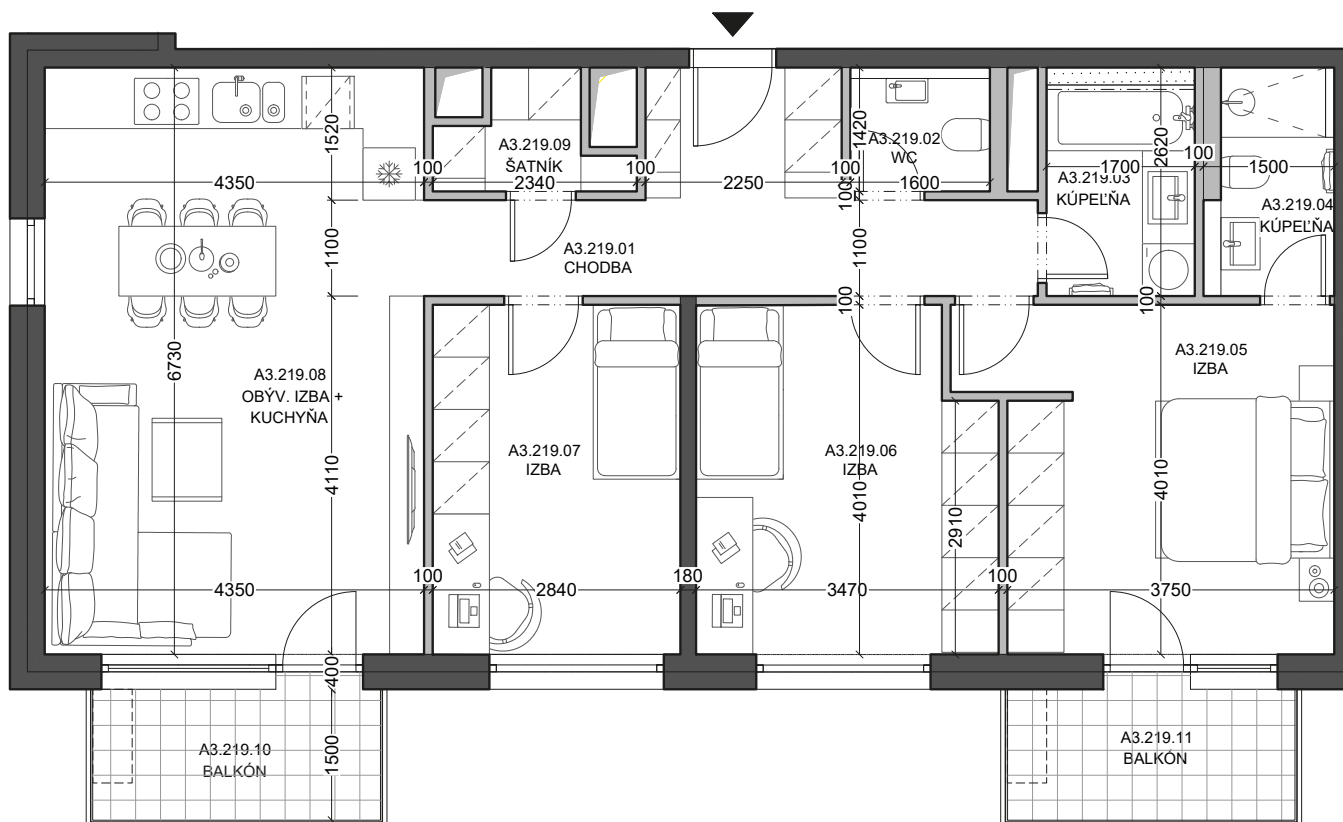 1520
1420
2620
A3.219.09
ŠATNÍK
A3.219.02
WC
4350
100
2340
100
2250
100
1600
1700
100
1500
100
A3.219.03
KÚPEĽŇA
A3.219.04
KÚPEĽŇA
1100
A3.219.01
CHODBA
1100
100
100
6730
A3.219.08
OBÝV. IZBA +
KUCHYŇA
A3.219.05
IZBA
4110
A3.219.07
IZBA
A3.219.06
IZBA
4010
2910
4010
4350
100
2840
180
3470
100
3750
400
1500
A3.219.10
BALKÓN
A3.219.11
BALKÓN